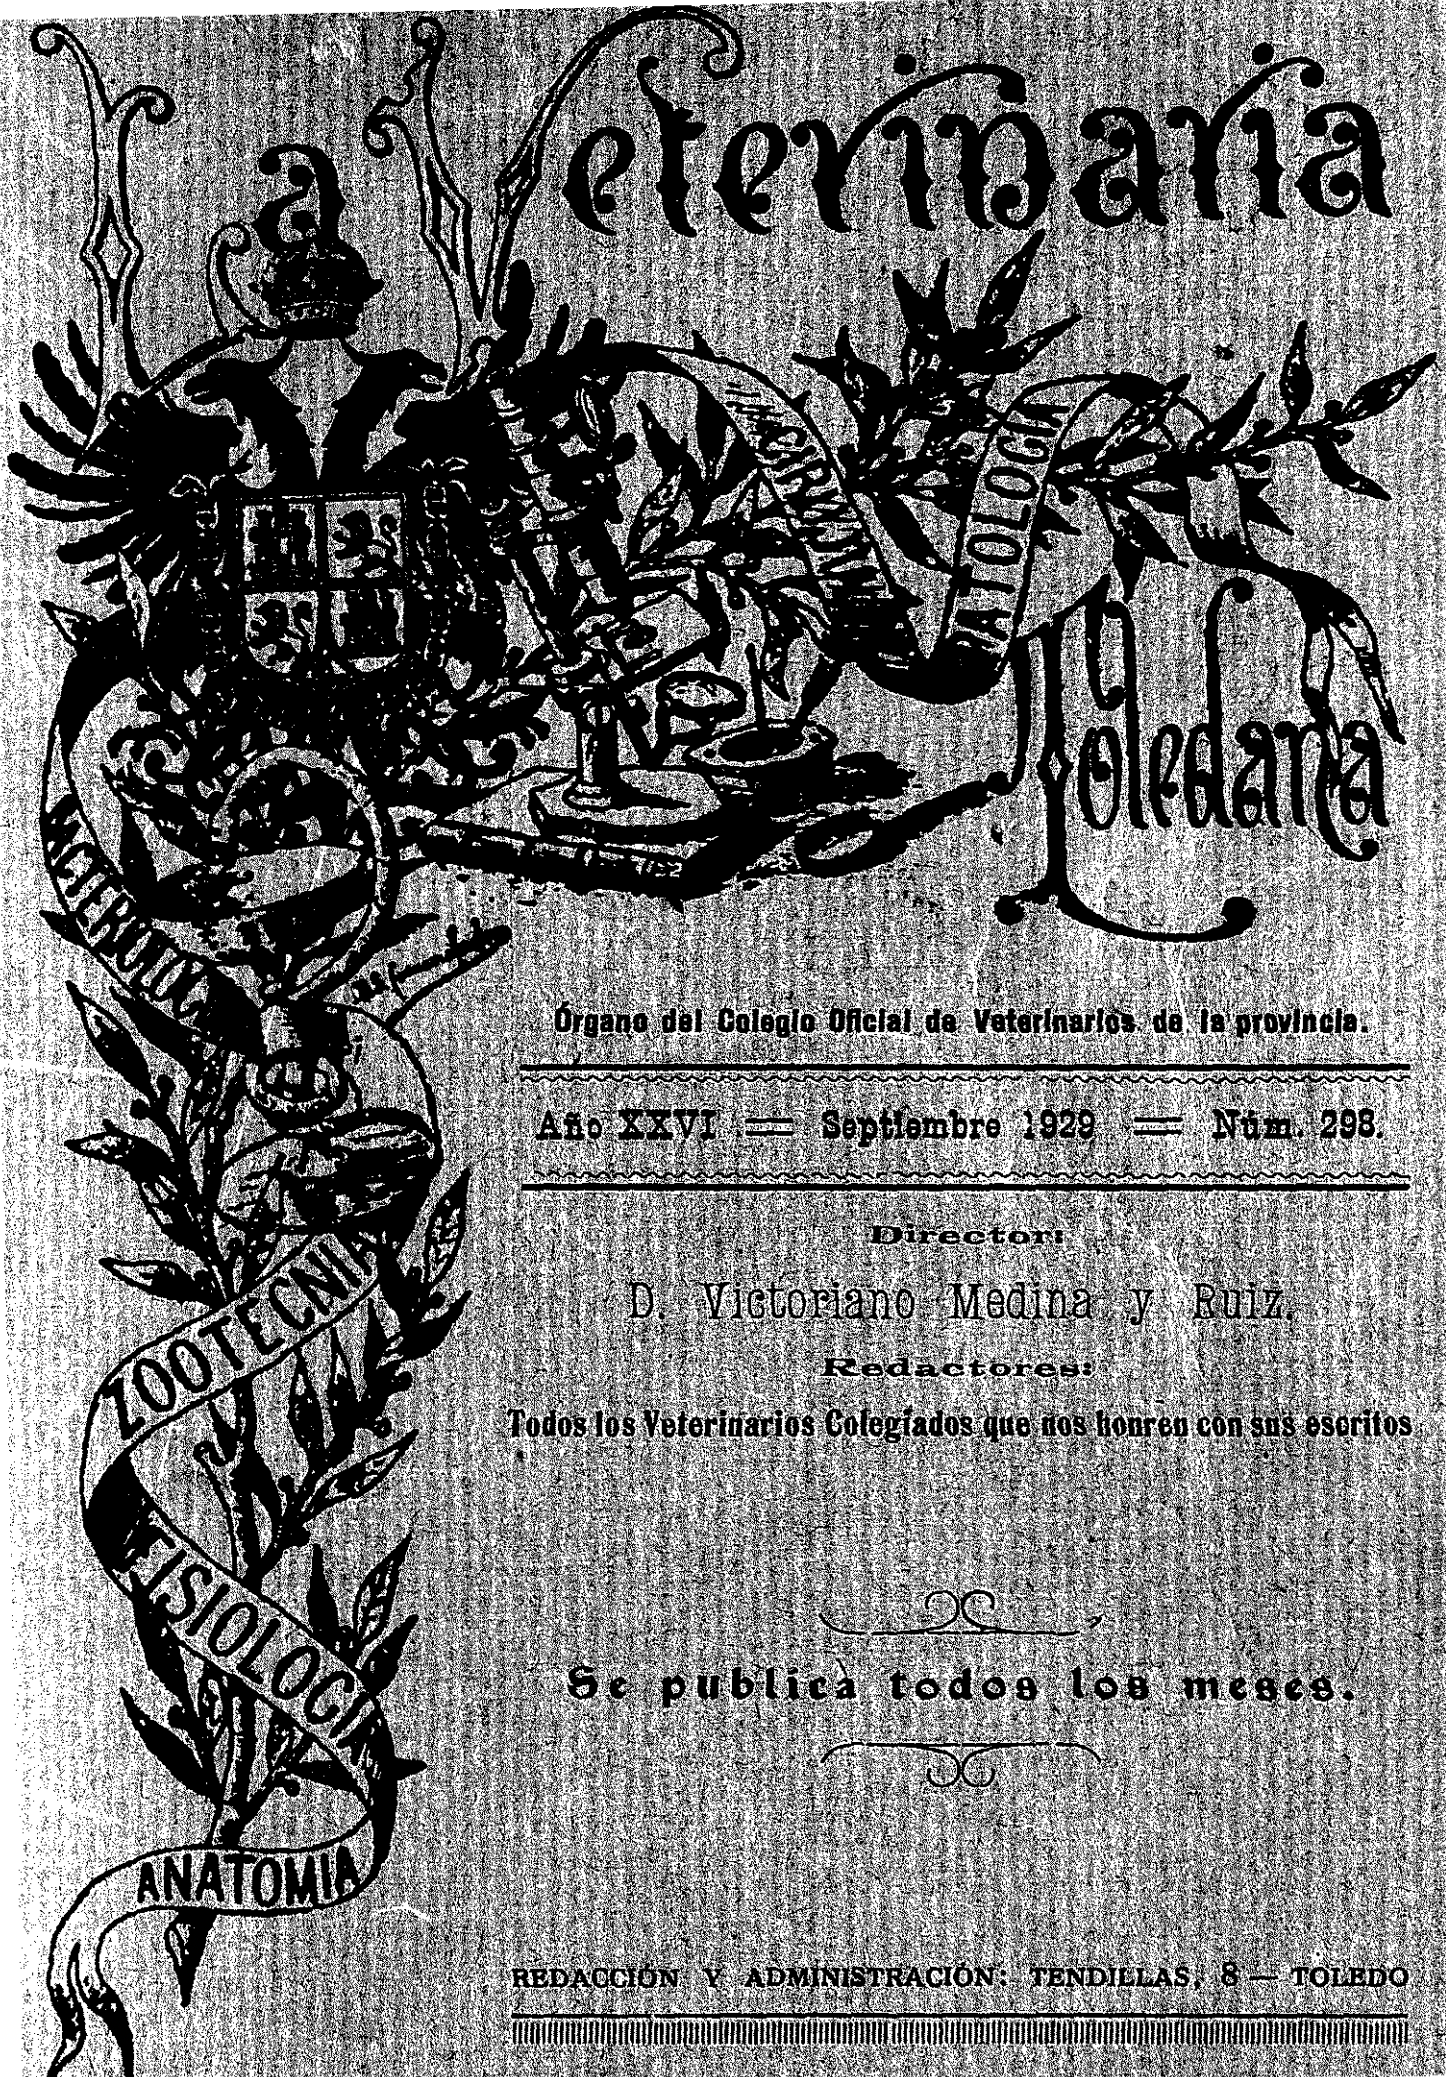 La Veterinaria
Toledana
PATOLOGIA
ZOOTECNIA
FISIOLOGIA
ANATOMIA
Órgano del Colegio Oficial de Veterinarios de la provincia.
Año XXVI = Septiembre 1929 = Núm. 298.
Director:
D. Victoriano Medina y Ruiz.
Redactores:
Todos los Veterinarios Colegiados que nos honren con sus escritos
Se publica todos los meses.
REDACCIÓN Y ADMINISTRACIÓN: TENDILLAS, 8 — TOLEDO